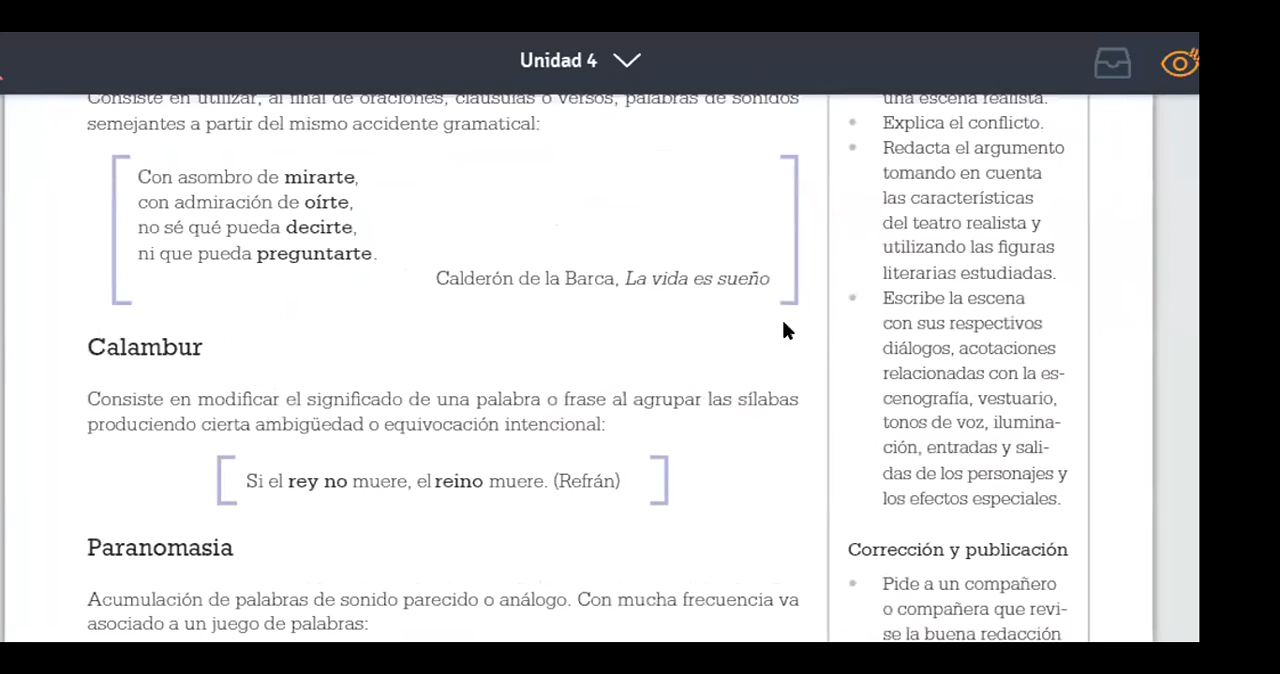 Unidad 4
Consiste en utilizar, al final de oraciones, cláusulas o versos, palabras de sonidos
semejantes a partir del mismo accidente gramatical:
Con asombro de mirarte,
con admiración de oírte,
no sé qué pueda decirte,
ni que pueda preguntarte.
Calderón de la Barca, La vida es sueño
Calambur
Consiste en modificar el significado de una palabra o frase al agrupar las sílabas
produciendo cierta ambigüedad o equivocación intencional:
Si el rey no muere, el reino muere. (Refrán)
Paranomasia
Acumulación de palabras de sonido parecido o análogo. Con mucha frecuencia va
asociado a un juego de palabras:
una escena realista.
Explica el conflicto.
Redacta el argumento
tomando en cuenta
las características
del teatro realista y
utilizando las figuras
literarias estudiadas.
Escribe la escena
con sus respectivos
diálogos, acotaciones
relacionadas con la es-
cenografía, vestuario,
tonos de voz, ilumina-
ción, entradas y sali-
das de los personajes y
los efectos especiales.
Corrección y publicación
Pide a un compañero
o compañera que revi-
se la buena redacción